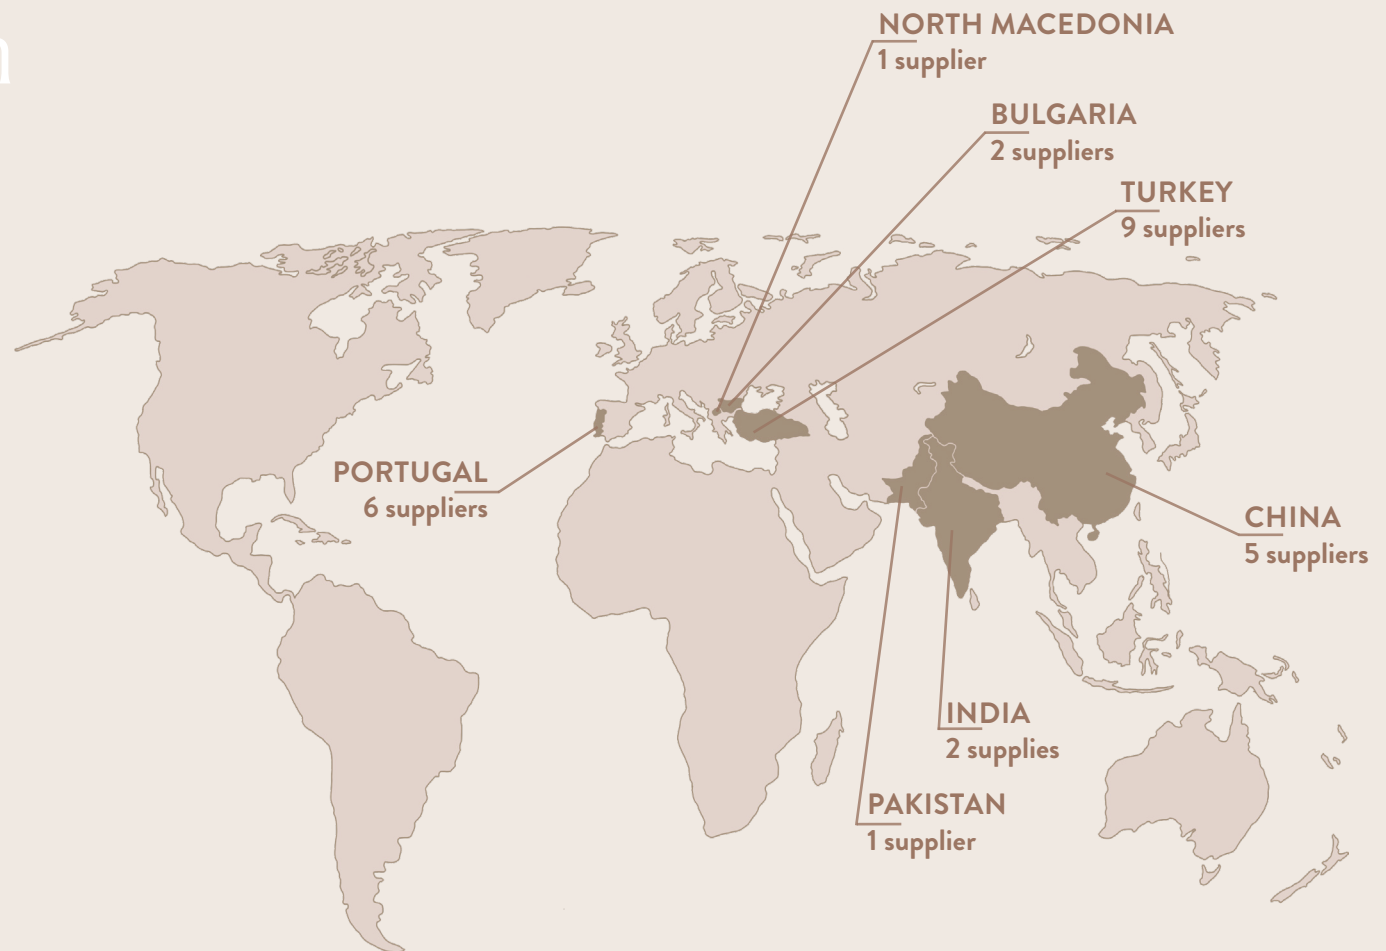 NORTH MACEDONIA
1 supplier
BULGARIA
2 suppliers
TURKEY
9 suppliers
PORTUGAL
6 suppliers
CHINA
5 suppliers
INDIA
2 supplies
PAKISTAN
1 supplier